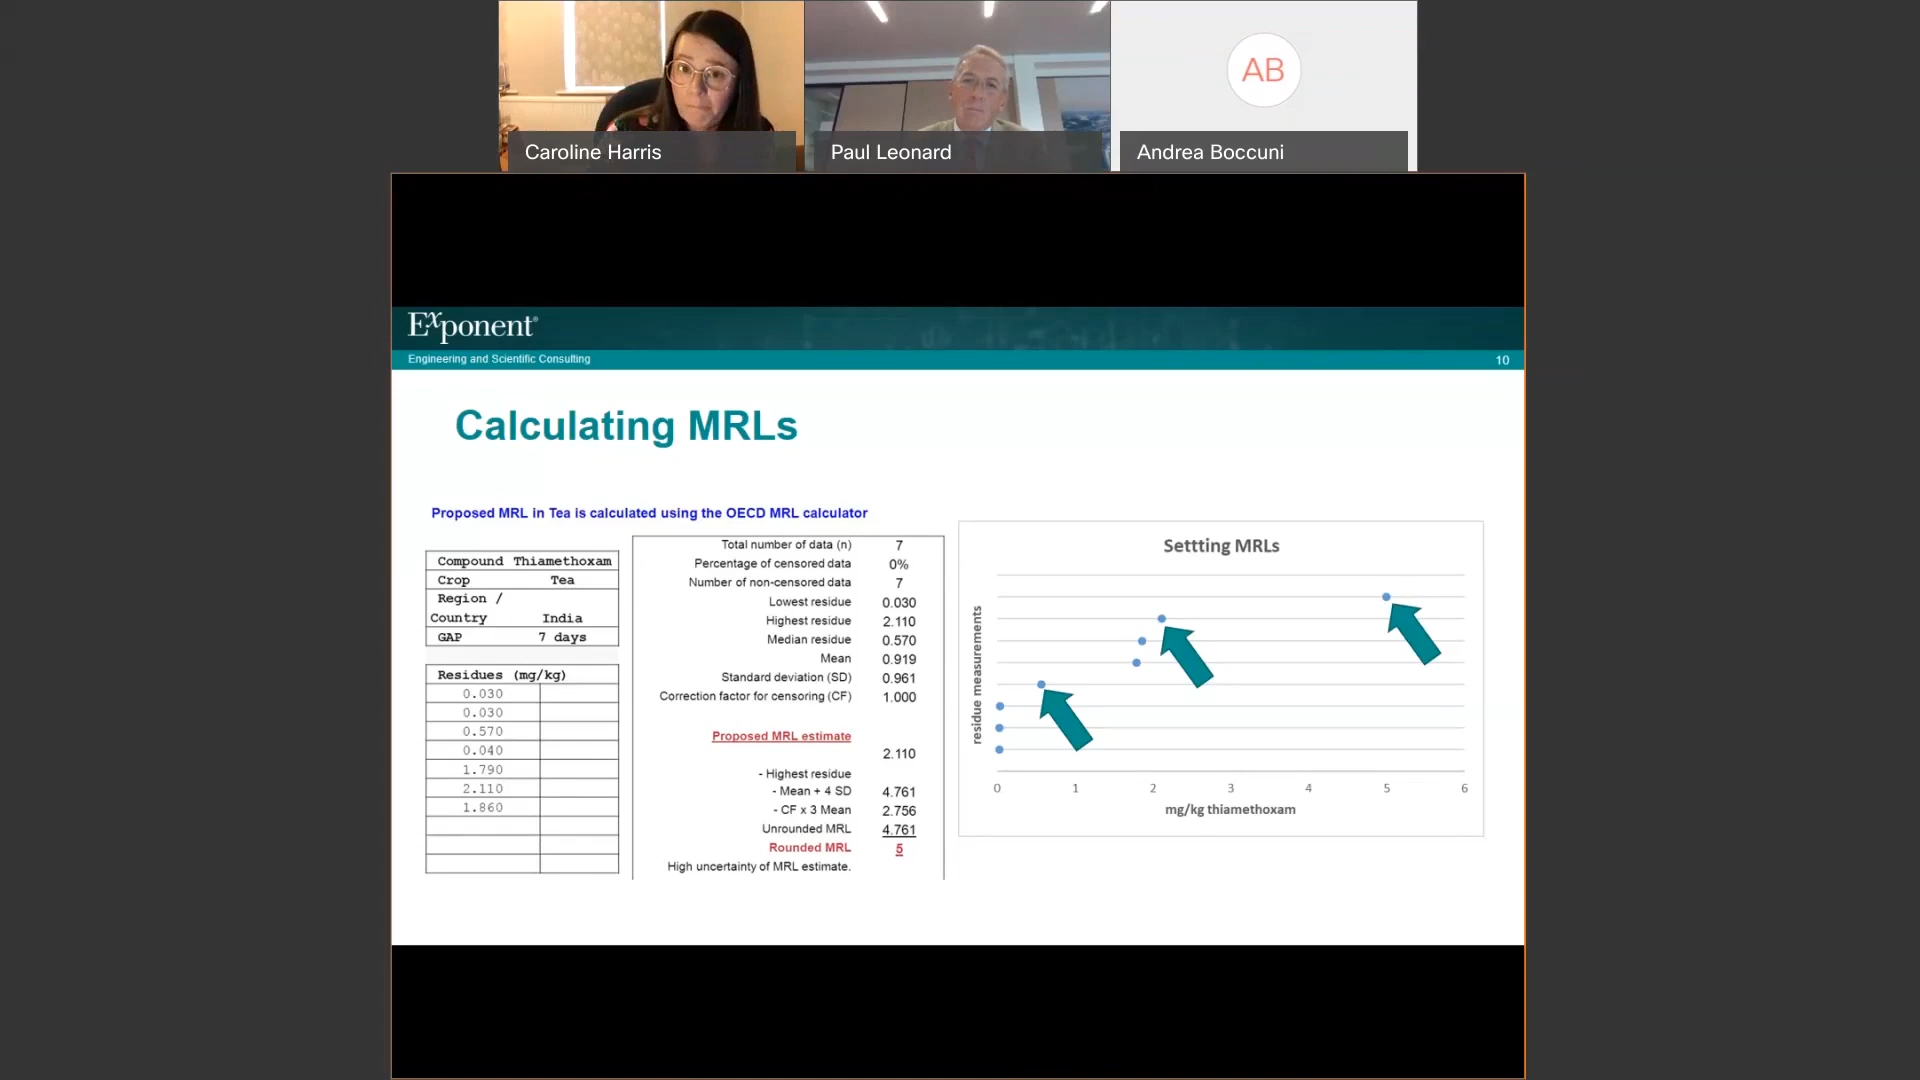 Caroline Harris
Paul Leonard
AB
Andrea Boccuni
Exponent®
Engineering and Scientific Consulting
10
Calculating MRLs
Proposed MRL in Tea is calculated using the OECD MRL calculator
Compound Thiamethoxam
Crop Tea
Region /
Country India
GAP 7 days
Residues (mg/kg)
0.030
0.030
0.570
0.040
1.790
2.110
1.860
Total number of data (n) 7
Percentage of censored data 0%
Number of non-censored data 7
Lowest residue 0.030
Highest residue 2.110
Median residue 0.570
Mean 0.919
Standard deviation (SD) 0.961
Correction factor for censoring (CF) 1.000
Proposed MRL estimate
2.110
- Highest residue
- Mean + 4 SD 4.761
- CF x 3 Mean 2.756
Unrounded MRL 4.761
Rounded MRL 5
High uncertainty of MRL estimate.
Settting MRLs
residue measurements
0 1 2 3 4 5 6
mg/kg thiamethoxam